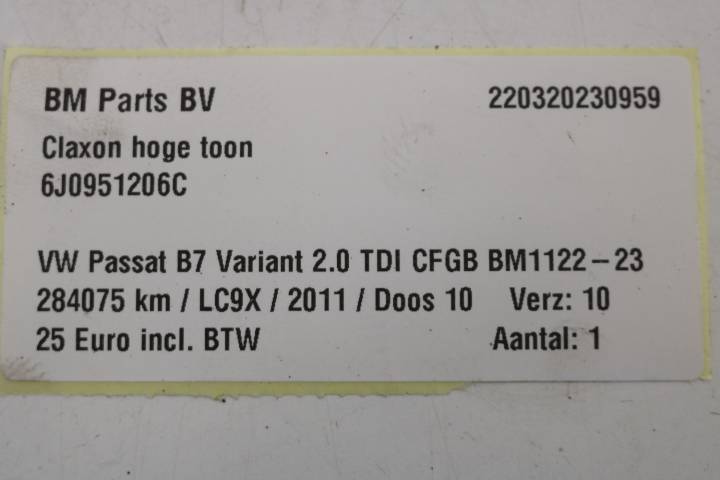 BM Parts BV 220320230959
Claxon hoge toon
6J0951206C
VW Passat B7 Variant 2.0 TDI CFGB BM1122-23
284075 km / LC9X / 2011 / Doos 10 Verz: 10
25 Euro incl. BTW Aantal: 1